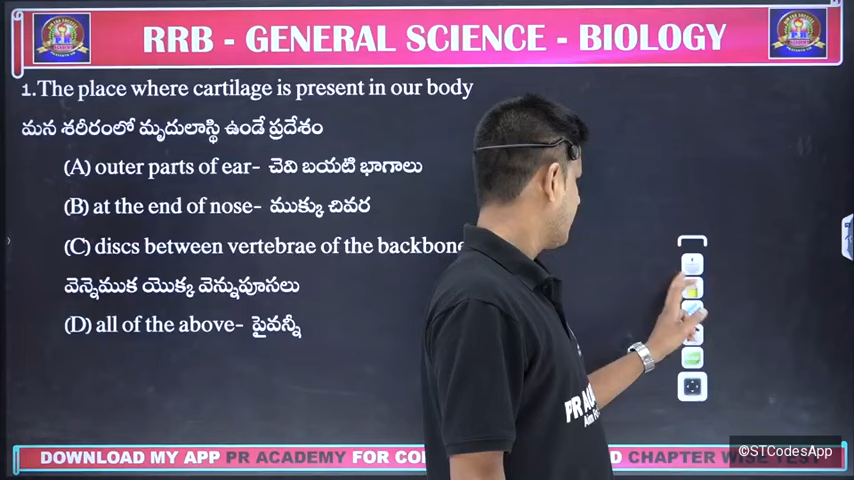 RRB - GENERAL SCIENCE - BIOLOGY
1.The place where cartilage is present in our body
మన శరీరంలో మృదులాస్థి ఉండే ప్రదేశం
(A) outer parts of ear- చెవి బయటి భాగాలు
(B) at the end of nose- ముక్కు చివర
(C) discs between vertebrae of the backbone
వెన్నెముక యొక్క వెన్నుపూసలు
(D) all of the above- పైవన్నీ
PR
DOWNLOAD MY APP PR ACADEMY FOR CHAPTER WISE TEST
©STCodesApp